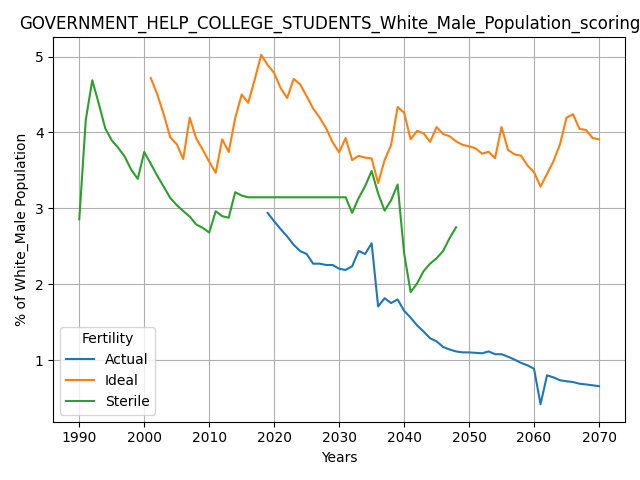 GOVERNMENT_HELP_COLLEGE_STUDENTS_White_Male_Population_scoring
% of White_Male Population
5
4
3
2
1
Fertility
Actual
Ideal
Sterile
1990 2000 2010 2020 2030 2040 2050 2060 2070
Years